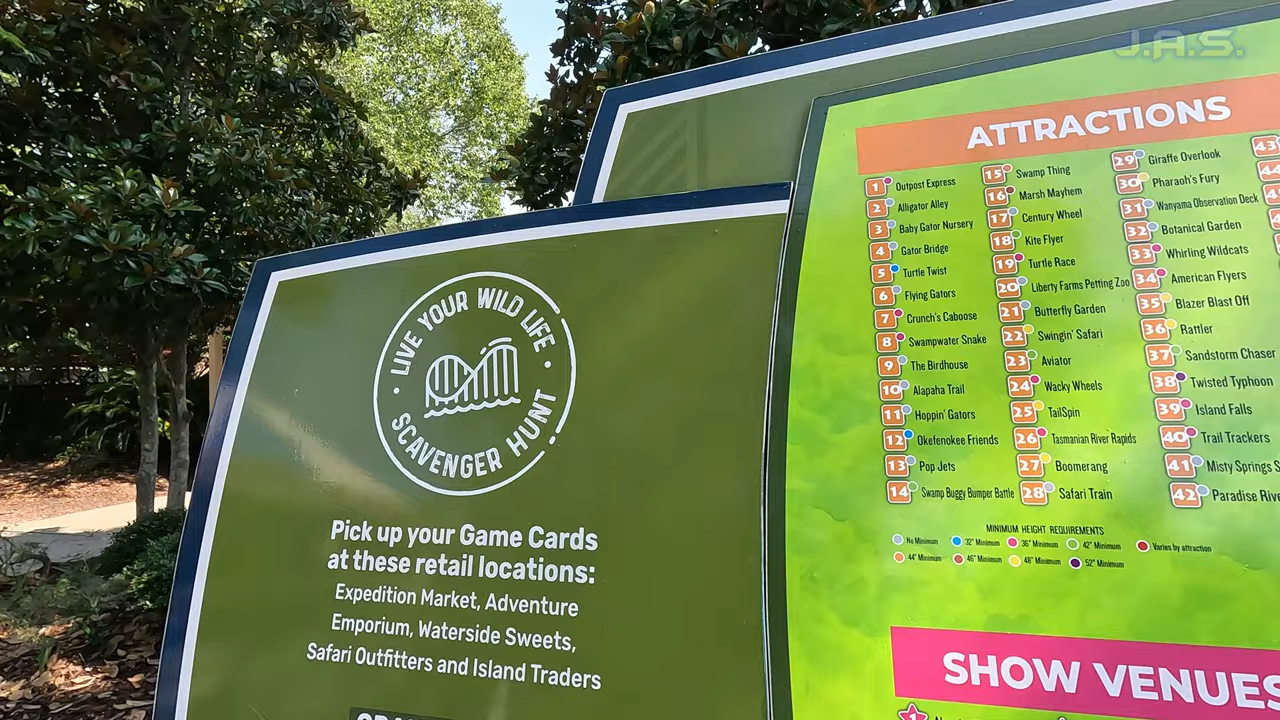 J.A.S.
LIVE YOUR WILD LIFE
SCAVENGER HUNT
Pick up your Game Cards
at these retail locations:
Expedition Market, Adventure
Emporium, Waterside Sweets,
Safari Outfitters and Island Traders
ATTRACTIONS
1 Outpost Express
2 Alligator Alley
3 Baby Gator Nursery
4 Gator Bridge
5 Turtle Twist
6 Flying Gators
7 Crunch's Caboose
8 Swampwater Snake
9 The Birdhouse
10 Alapaha Trail
11 Hoppin' Gators
12 Okefenokee Friends
13 Pop Jets
14 Swamp Buggy Bumper Battle
15 Swamp Thing
16 Marsh Mayhem
17 Century Wheel
18 Kite Flyer
19 Turtle Race
20 Liberty Farms Petting Zoo
21 Butterfly Garden
22 Swingin' Safari
23 Aviator
24 Wacky Wheels
25 TailSpin
26 Tasmanian River Rapids
27 Boomerang
28 Safari Train
29 Giraffe Overlook
30 Pharaoh's Fury
31 Wanyama Observation Deck
32 Botanical Garden
33 Whirling Wildcats
34 American Flyers
35 Blazer Blast Off
36 Rattler
37 Sandstorm Chaser
38 Twisted Typhoon
39 Island Falls
40 Trail Trackers
41 Misty Springs S
42 Paradise Rive
43
44
MINIMUM HEIGHT REQUIREMENTS
No Minimum 32" Minimum 36" Minimum 42" Minimum Varies by attraction
44" Minimum 46" Minimum 48" Minimum 52" Minimum
SHOW VENUES
1